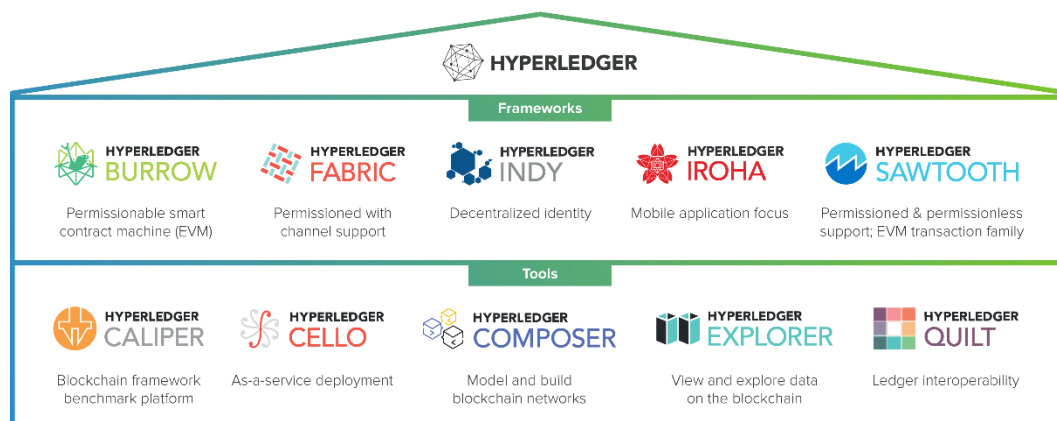 HYPERLEDGER
Frameworks
HYPERLEDGER
BURROW
Permissionable smart
contract machine (EVM)
HYPERLEDGER
FABRIC
Permissioned with
channel support
HYPERLEDGER
INDY
Decentralized identity
HYPERLEDGER
IROHA
Mobile application focus
HYPERLEDGER
SAWTOOTH
Permissioned & permissionless
support; EVM transaction family
Tools
HYPERLEDGER
CALIPER
Blockchain framework
benchmark platform
HYPERLEDGER
CELLO
As-a-service deployment
HYPERLEDGER
COMPOSER
Model and build
blockchain networks
HYPERLEDGER
EXPLORER
View and explore data
on the blockchain
HYPERLEDGER
QUILT
Ledger interoperability